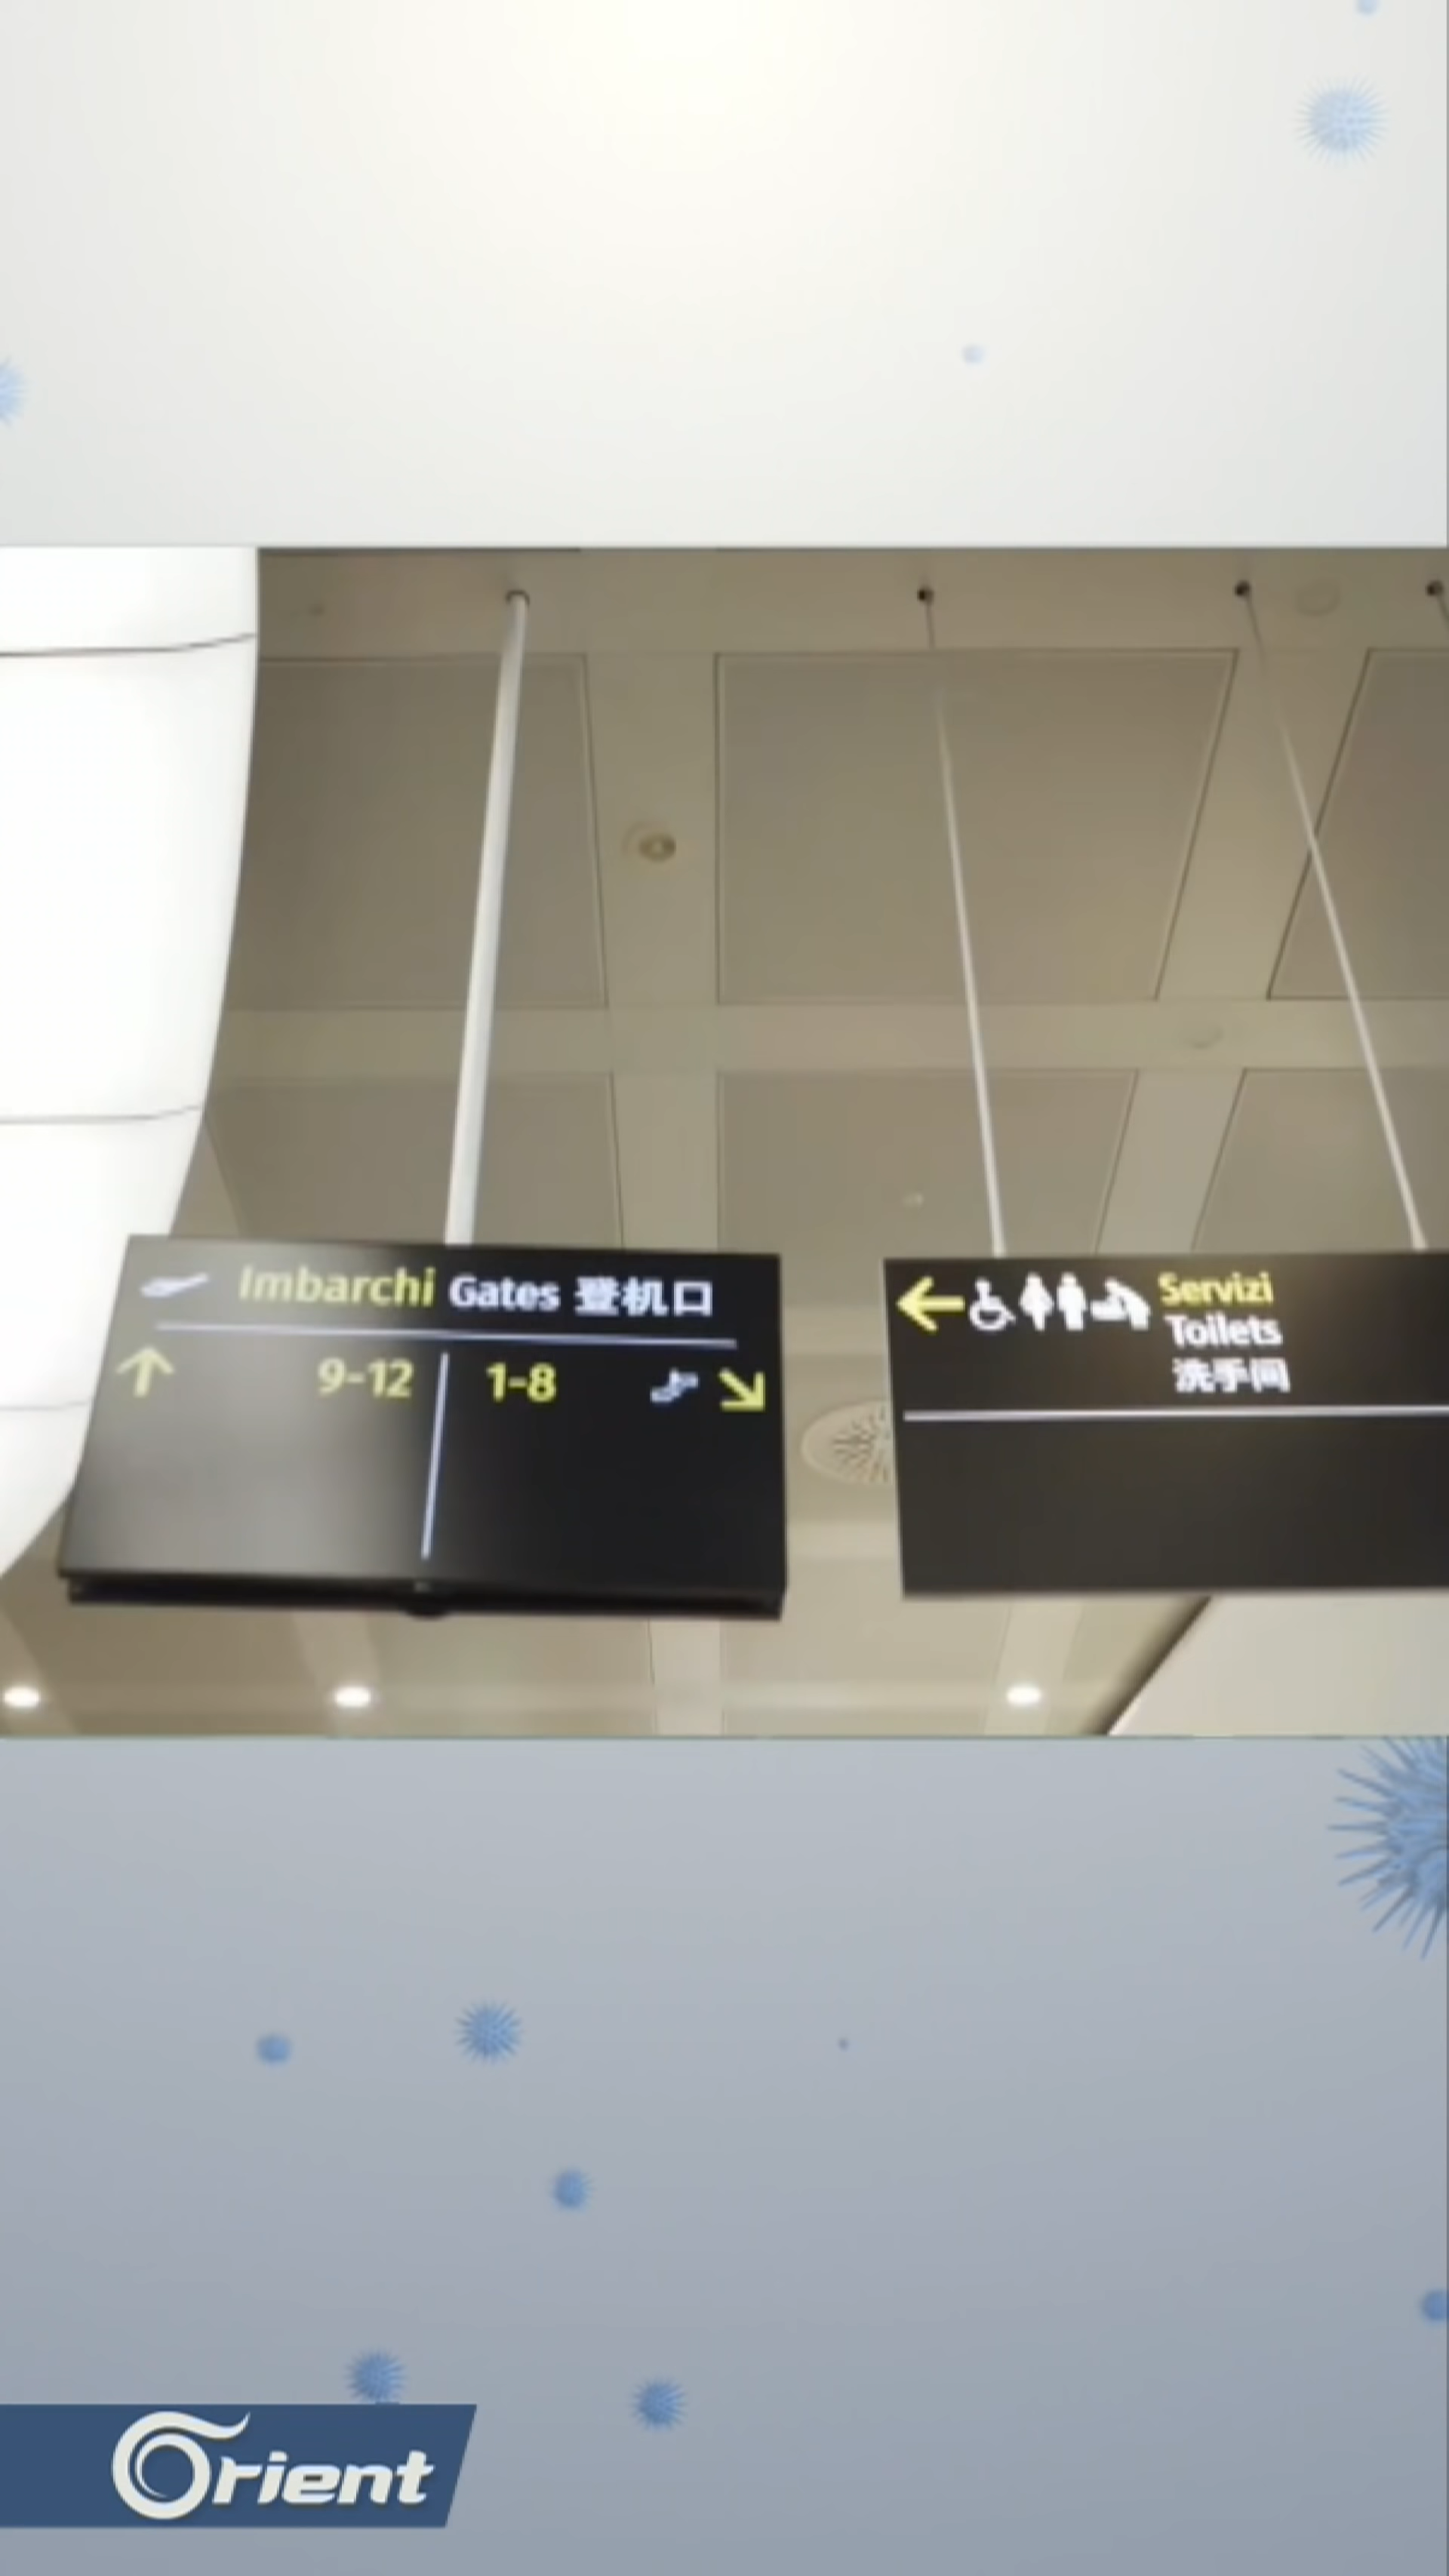 Imbarchi Gates 登机口
9-12 1-8
Servizi
Toilets
洗手间
Orient